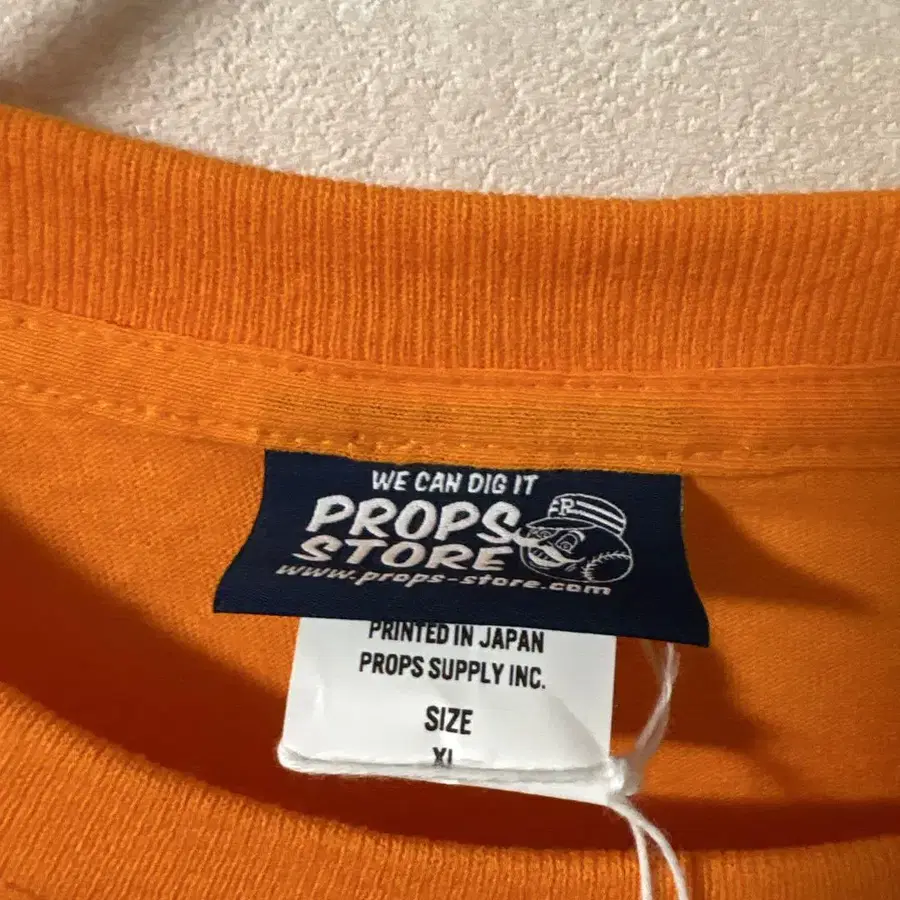 WE CAN DIG IT
PROPS
STORE
www.props-store.com
PRINTED IN JAPAN
PROPS SUPPLY INC.
SIZE
XL